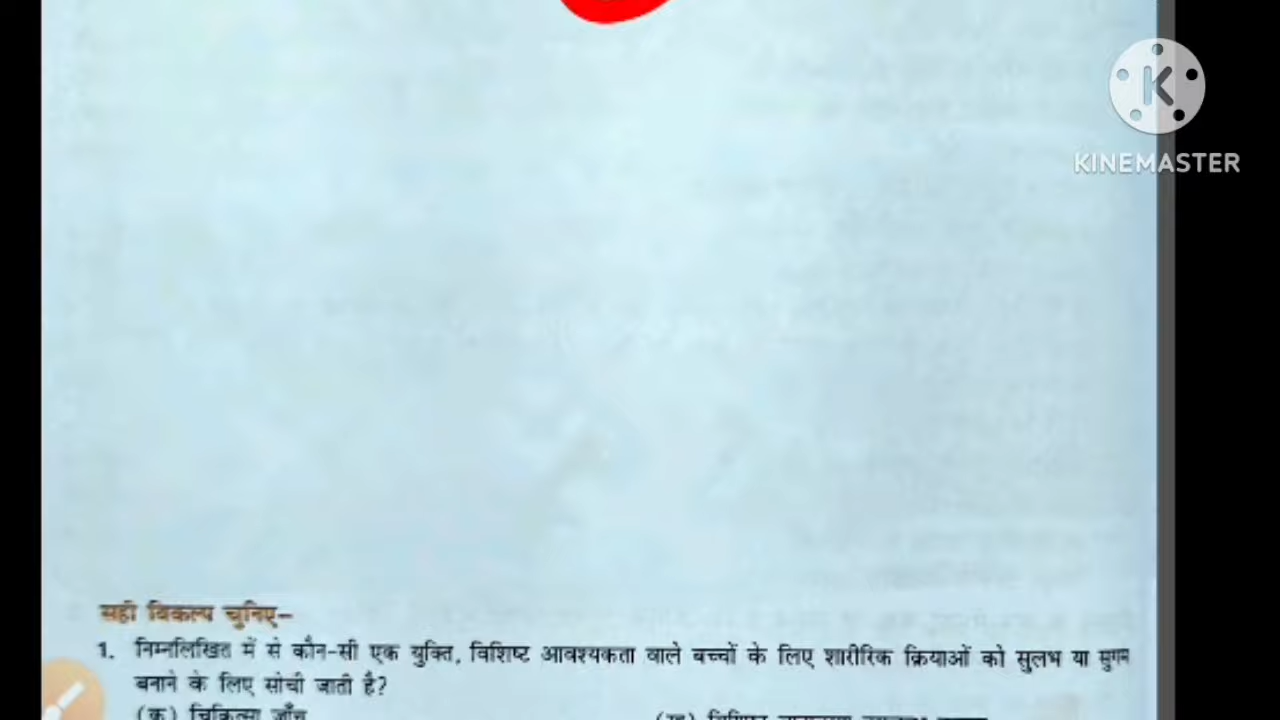 KINEMASTER
सही विकल्प चुनिए–
1. निम्नलिखित में से कौन-सी एक युक्ति, विशिष्ट आवश्यकता वाले बच्चों के लिए शारीरिक क्रियाओं को सुलभ या सुगम
बनाने के लिए सोची जाती है?
(क) चिकित्सा जाँच